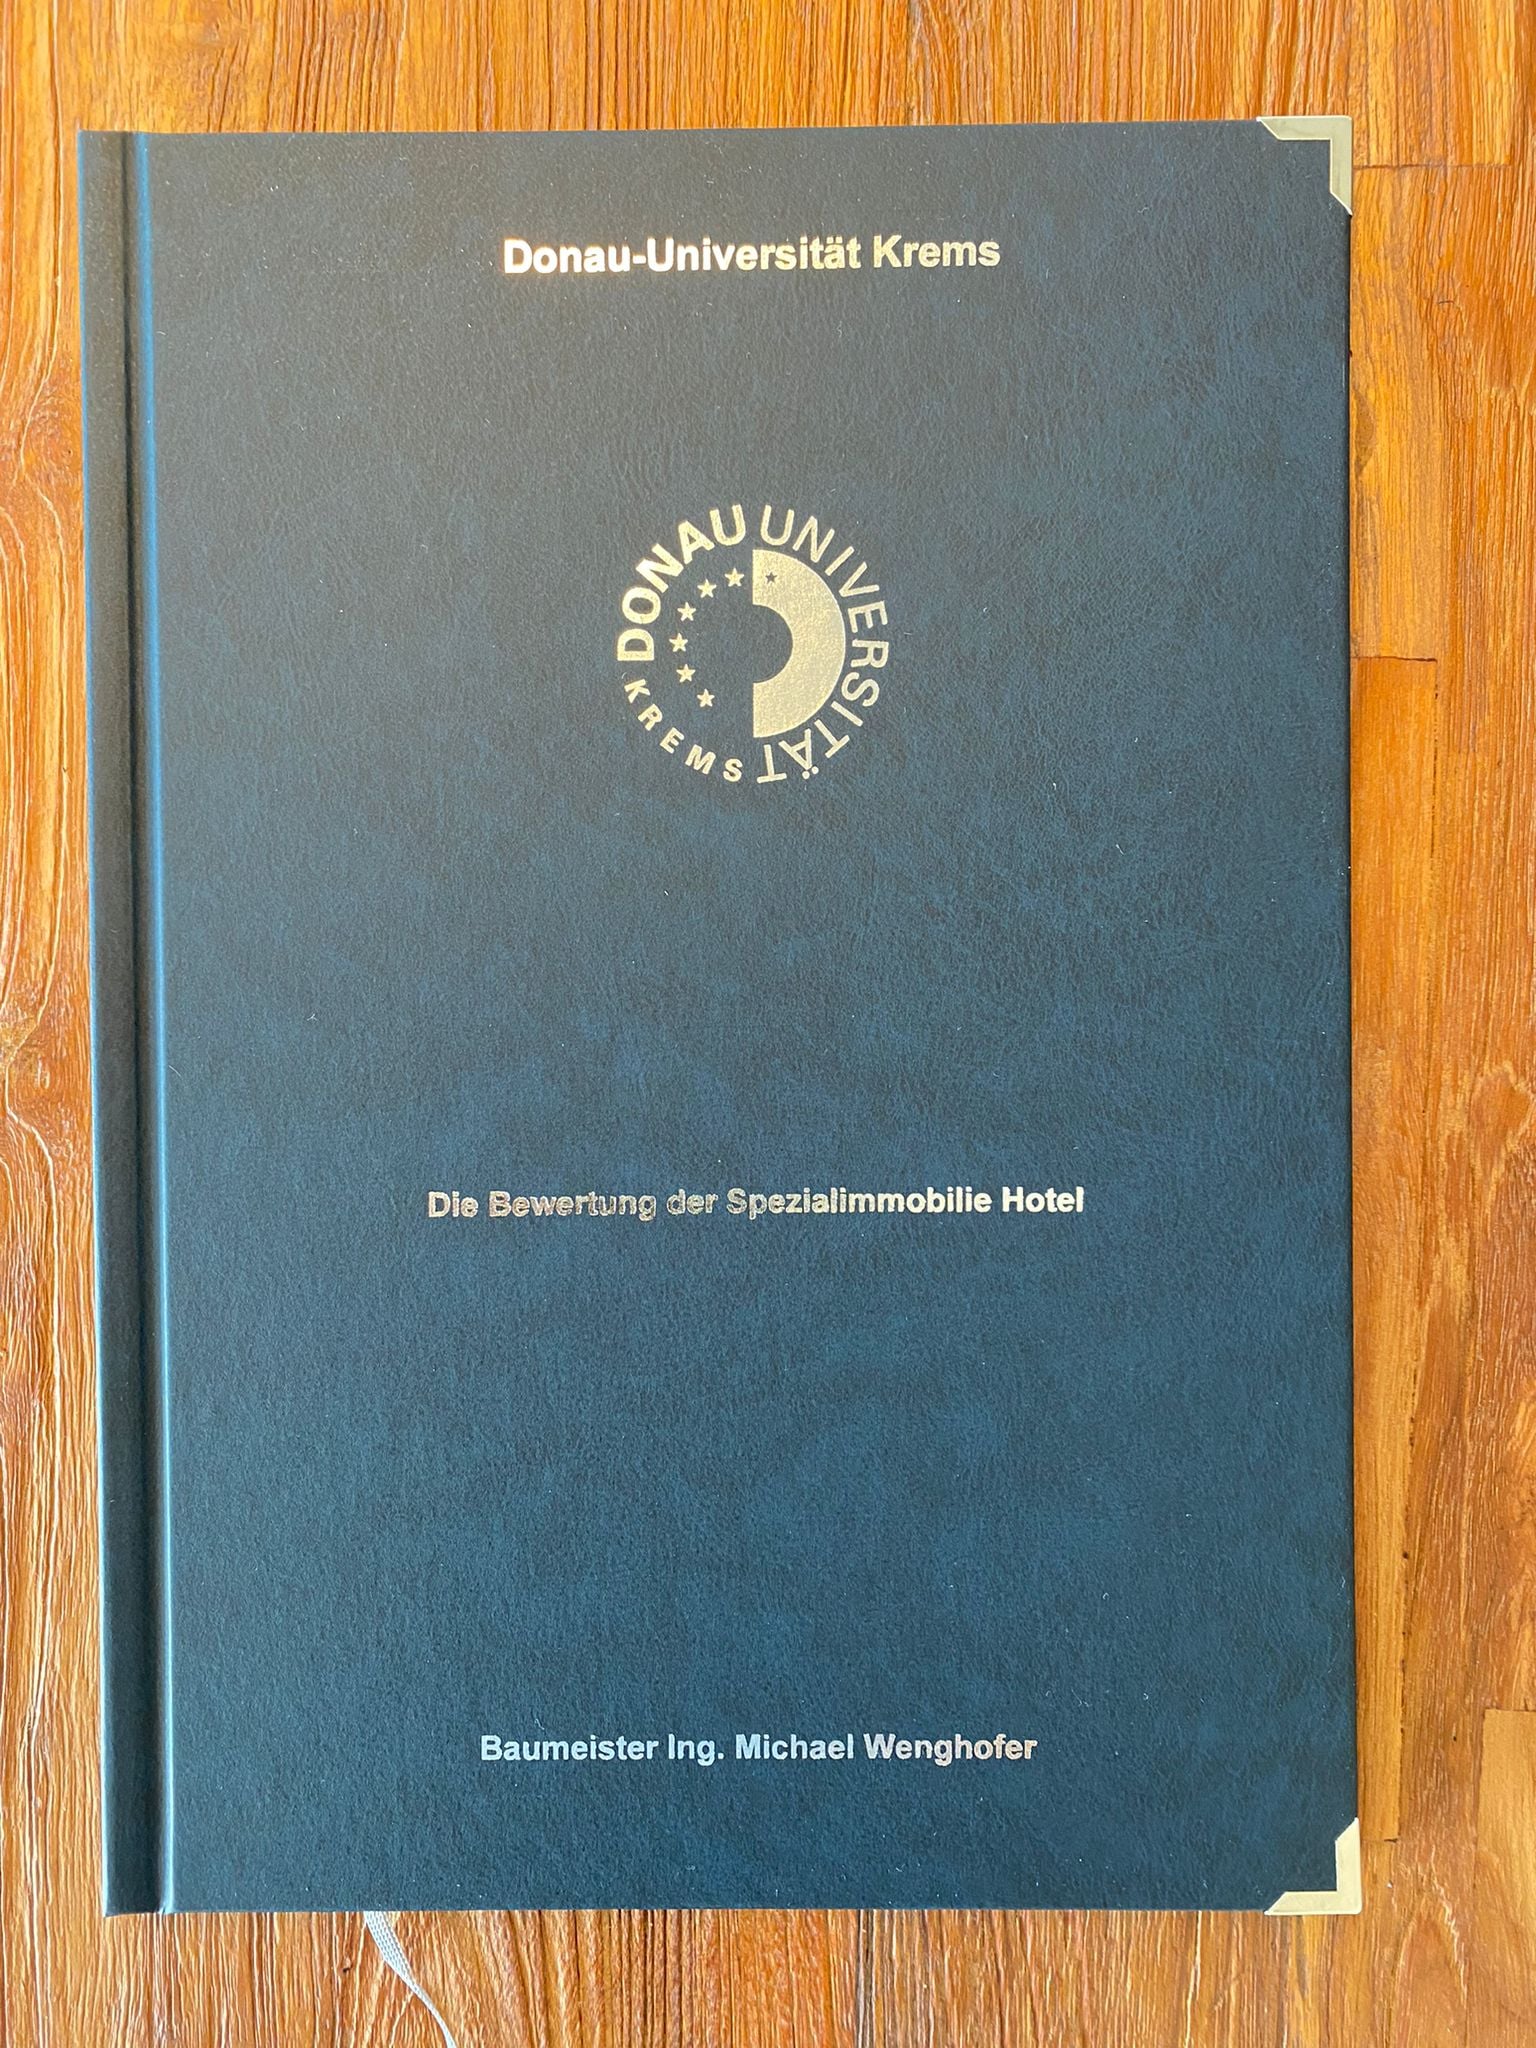 Donau-Universität Krems
DONAU UNIVERSITÄT
KREMS
Die Bewertung der Spezialimmobilie Hotel
Baumeister Ing. Michael Wenghofer